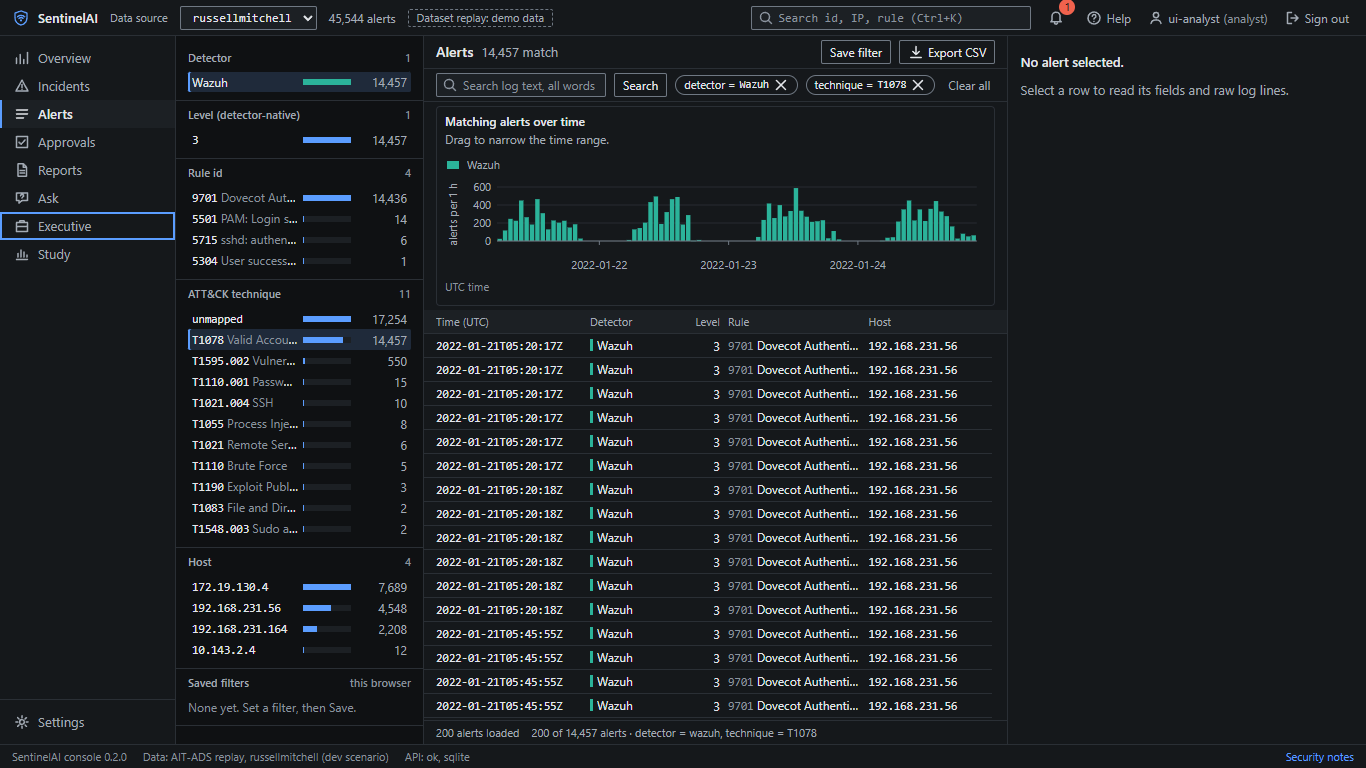 SentinelAI Data source russellmitchell 45,544 alerts Dataset replay: demo data Search id, IP, rule (Ctrl+K) 1 Help ui-analyst (analyst) Sign out
Overview
Incidents
Alerts
Approvals
Reports
Ask
Executive
Study
Settings
Detector 1
Wazuh 14,457
Level (detector-native) 1
3 14,457
Rule id 4
9701 Dovecot Aut... 14,436
5501 PAM: Login s... 14
5715 sshd: authen... 6
5304 User success... 1
ATT&CK technique 11
unmapped 17,254
T1078 Valid Accou... 14,457
T1595.002 Vulner... 550
T1110.001 Passw... 15
T1021.004 SSH 10
T1055 Process Inje... 8
T1021 Remote Ser... 6
T1110 Brute Force 5
T1190 Exploit Publ... 3
T1083 File and Dir... 2
T1548.003 Sudo a... 2
Host 4
172.19.130.4 7,689
192.168.231.56 4,548
192.168.231.164 2,208
10.143.2.4 12
Saved filters this browser
None yet. Set a filter, then Save.
Alerts 14,457 match Save filter Export CSV
Search log text, all words Search detector = Wazuh technique = T1078 Clear all
Matching alerts over time
Drag to narrow the time range.
Wazuh
alerts per 1 h
600
400
200
0
2022-01-22 2022-01-23 2022-01-24
UTC time
Time (UTC) Detector Level Rule Host
2022-01-21T05:20:17Z Wazuh 3 9701 Dovecot Authenti... 192.168.231.56
2022-01-21T05:20:17Z Wazuh 3 9701 Dovecot Authenti... 192.168.231.56
2022-01-21T05:20:17Z Wazuh 3 9701 Dovecot Authenti... 192.168.231.56
2022-01-21T05:20:17Z Wazuh 3 9701 Dovecot Authenti... 192.168.231.56
2022-01-21T05:20:17Z Wazuh 3 9701 Dovecot Authenti... 192.168.231.56
2022-01-21T05:20:17Z Wazuh 3 9701 Dovecot Authenti... 192.168.231.56
2022-01-21T05:20:18Z Wazuh 3 9701 Dovecot Authenti... 192.168.231.56
2022-01-21T05:20:18Z Wazuh 3 9701 Dovecot Authenti... 192.168.231.56
2022-01-21T05:20:18Z Wazuh 3 9701 Dovecot Authenti... 192.168.231.56
2022-01-21T05:20:18Z Wazuh 3 9701 Dovecot Authenti... 192.168.231.56
2022-01-21T05:20:18Z Wazuh 3 9701 Dovecot Authenti... 192.168.231.56
2022-01-21T05:20:18Z Wazuh 3 9701 Dovecot Authenti... 192.168.231.56
2022-01-21T05:45:55Z Wazuh 3 9701 Dovecot Authenti... 192.168.231.56
2022-01-21T05:45:55Z Wazuh 3 9701 Dovecot Authenti... 192.168.231.56
2022-01-21T05:45:55Z Wazuh 3 9701 Dovecot Authenti... 192.168.231.56
2022-01-21T05:45:55Z Wazuh 3 9701 Dovecot Authenti... 192.168.231.56
200 alerts loaded 200 of 14,457 alerts · detector = wazuh, technique = T1078
No alert selected.
Select a row to read its fields and raw log lines.
SentinelAI console 0.2.0 Data: AIT-ADS replay, russellmitchell (dev scenario) API: ok, sqlite Security notes